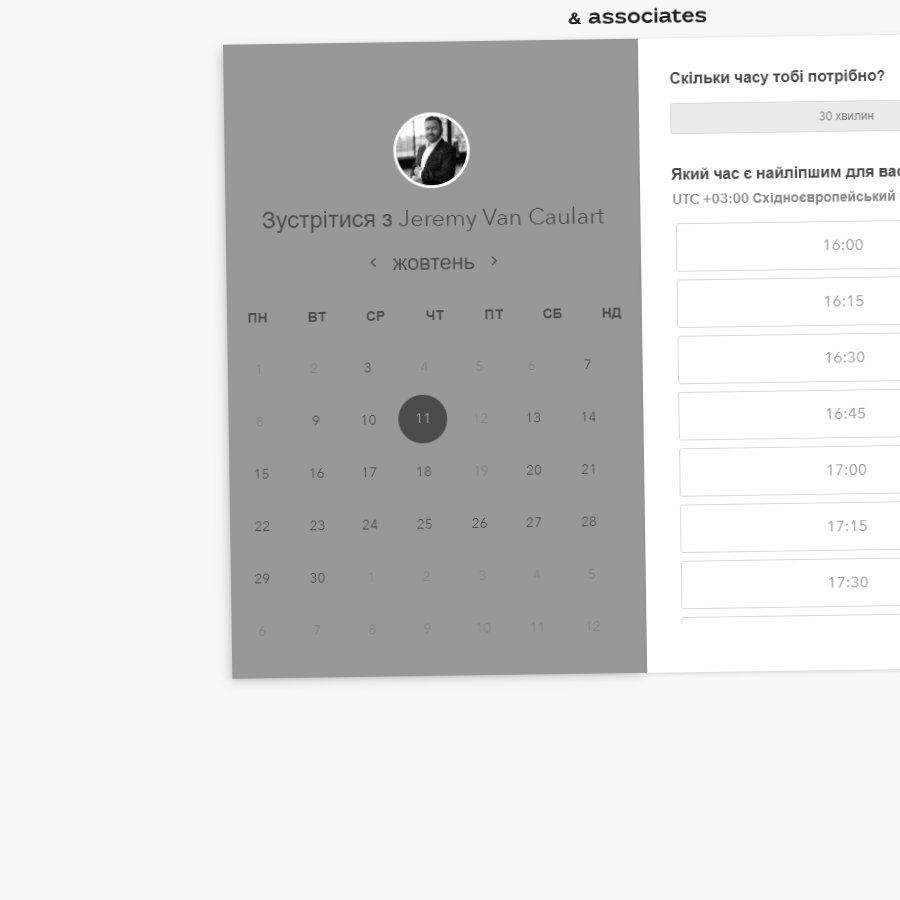 & associates
Зустрітися з Jeremy Van Caulart
жовтень
ПН ВТ СР ЧТ ПТ СБ НД
1 2 3 4 5 6 7
8 9 10 11 12 13 14
15 16 17 18 19 20 21
22 23 24 25 26 27 28
29 30 1 2 3 4 5
6 7 8 9 10 11 12
Скільки часу тобі потрібно?
30 хвилин
Який час є найліпшим для вас
UTC +03:00 Східноєвропейський
16:00
16:15
16:30
16:45
17:00
17:15
17:30